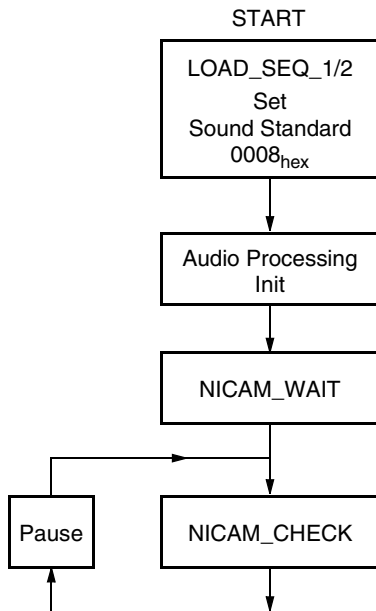 START
LOAD_SEQ_1/2
Set
Sound Standard
0008hex
Audio Processing
Init
NICAM_WAIT
Pause
NICAM_CHECK